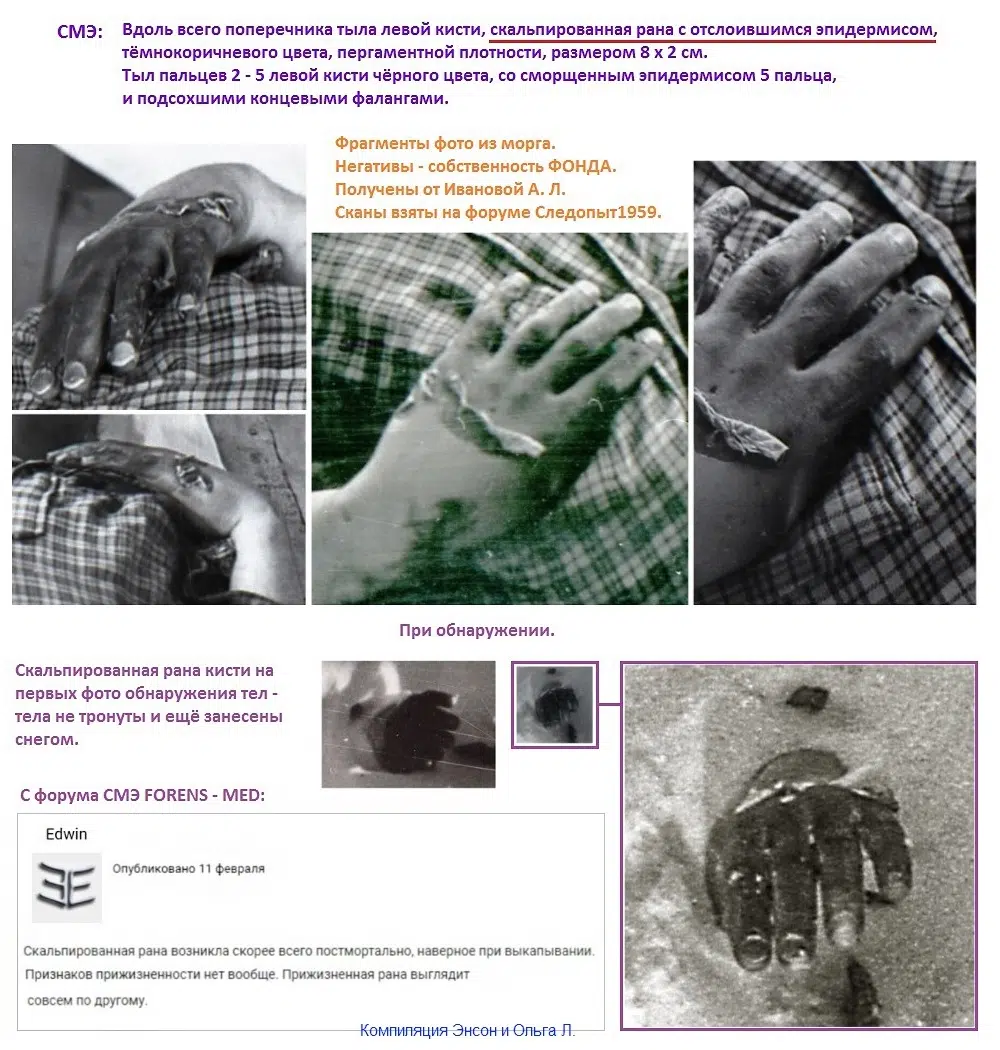 СМЭ: Вдоль всего поперечника тыла левой кисти, скальпированная рана с отслоившимся эпидермисом,
тёмнокоричневого цвета, пергаментной плотности, размером 8 х 2 см.
Тыл пальцев 2 - 5 левой кисти чёрного цвета, со сморщенным эпидермисом 5 пальца,
и подсохшими концевыми фалангами.
Фрагменты фото из морга.
Негативы - собственность ФОНДА.
Получены от Ивановой А. Л.
Сканы взяты на форуме Следопыт1959.
При обнаружении.
Скальпированная рана кисти на
первых фото обнаружения тел -
тела не тронуты и ещё занесены
снегом.
С форума СМЭ FORENS - MED:
Edwin
Опубликовано 11 февраля
Скальпированная рана возникла скорее всего постмортально, наверное при выкапывании.
Признаков прижизненности нет вообще. Прижизненная рана выглядит
совсем по другому.
Компиляция Энсон и Ольга Л.